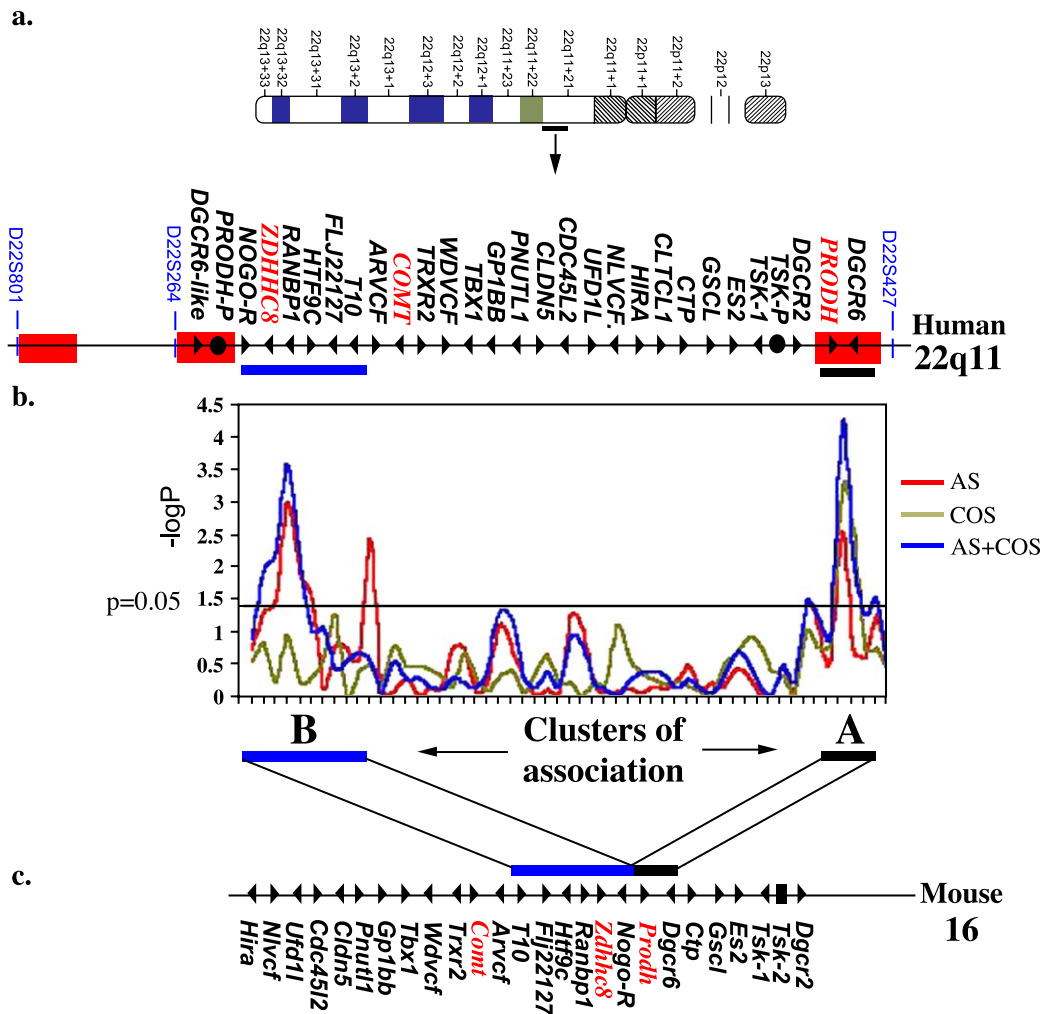 a.
22q13+33
22q13+32
22q13+31
22q13+2
22q13+1
22q12+3
22q12+2
22q12+1
22q11+23
22q11+22
22q11+21
22q11+1
22p11+1
22p11+2
22p12-
22p13-
D22S801
D22S264
DGCR6-like
PRODH-P
NOGO-R
ZDHHC8
RANBP1
HTF9C
FLJ22127
T10
ARVCF
COMT
TRXR2
WDVCF
TBX1
GP1BB
PNUTL1
CLDN5
CDC45L2
UFD1L
NLVCF.
HIRA
CLTCL1
CTP
GSCL
ES2
TSK-1
TSK-P
DGCR2
PRODH
DGCR6
D22S427
Human
22q11
b.
4.5
4
3.5
3
2.5
2
1.5
1
0.5
0
-logP
p=0.05
AS
COS
AS+COS
B
Clusters of
association
A
c.
Mouse
16
Hira
Nlvcf
Ufd1l
Cdc45l2
Cldn5
Pnutl1
Gp1bb
Tbx1
Wdvcf
Trxr2
Comt
Arvcf
T10
Flj22127
Htf9c
Ranbp1
Zdhhc8
Nogo-R
Prodh
Dgcr6
Ctp
Gscl
Es2
Tsk-1
Tsk-2
Dgcr2